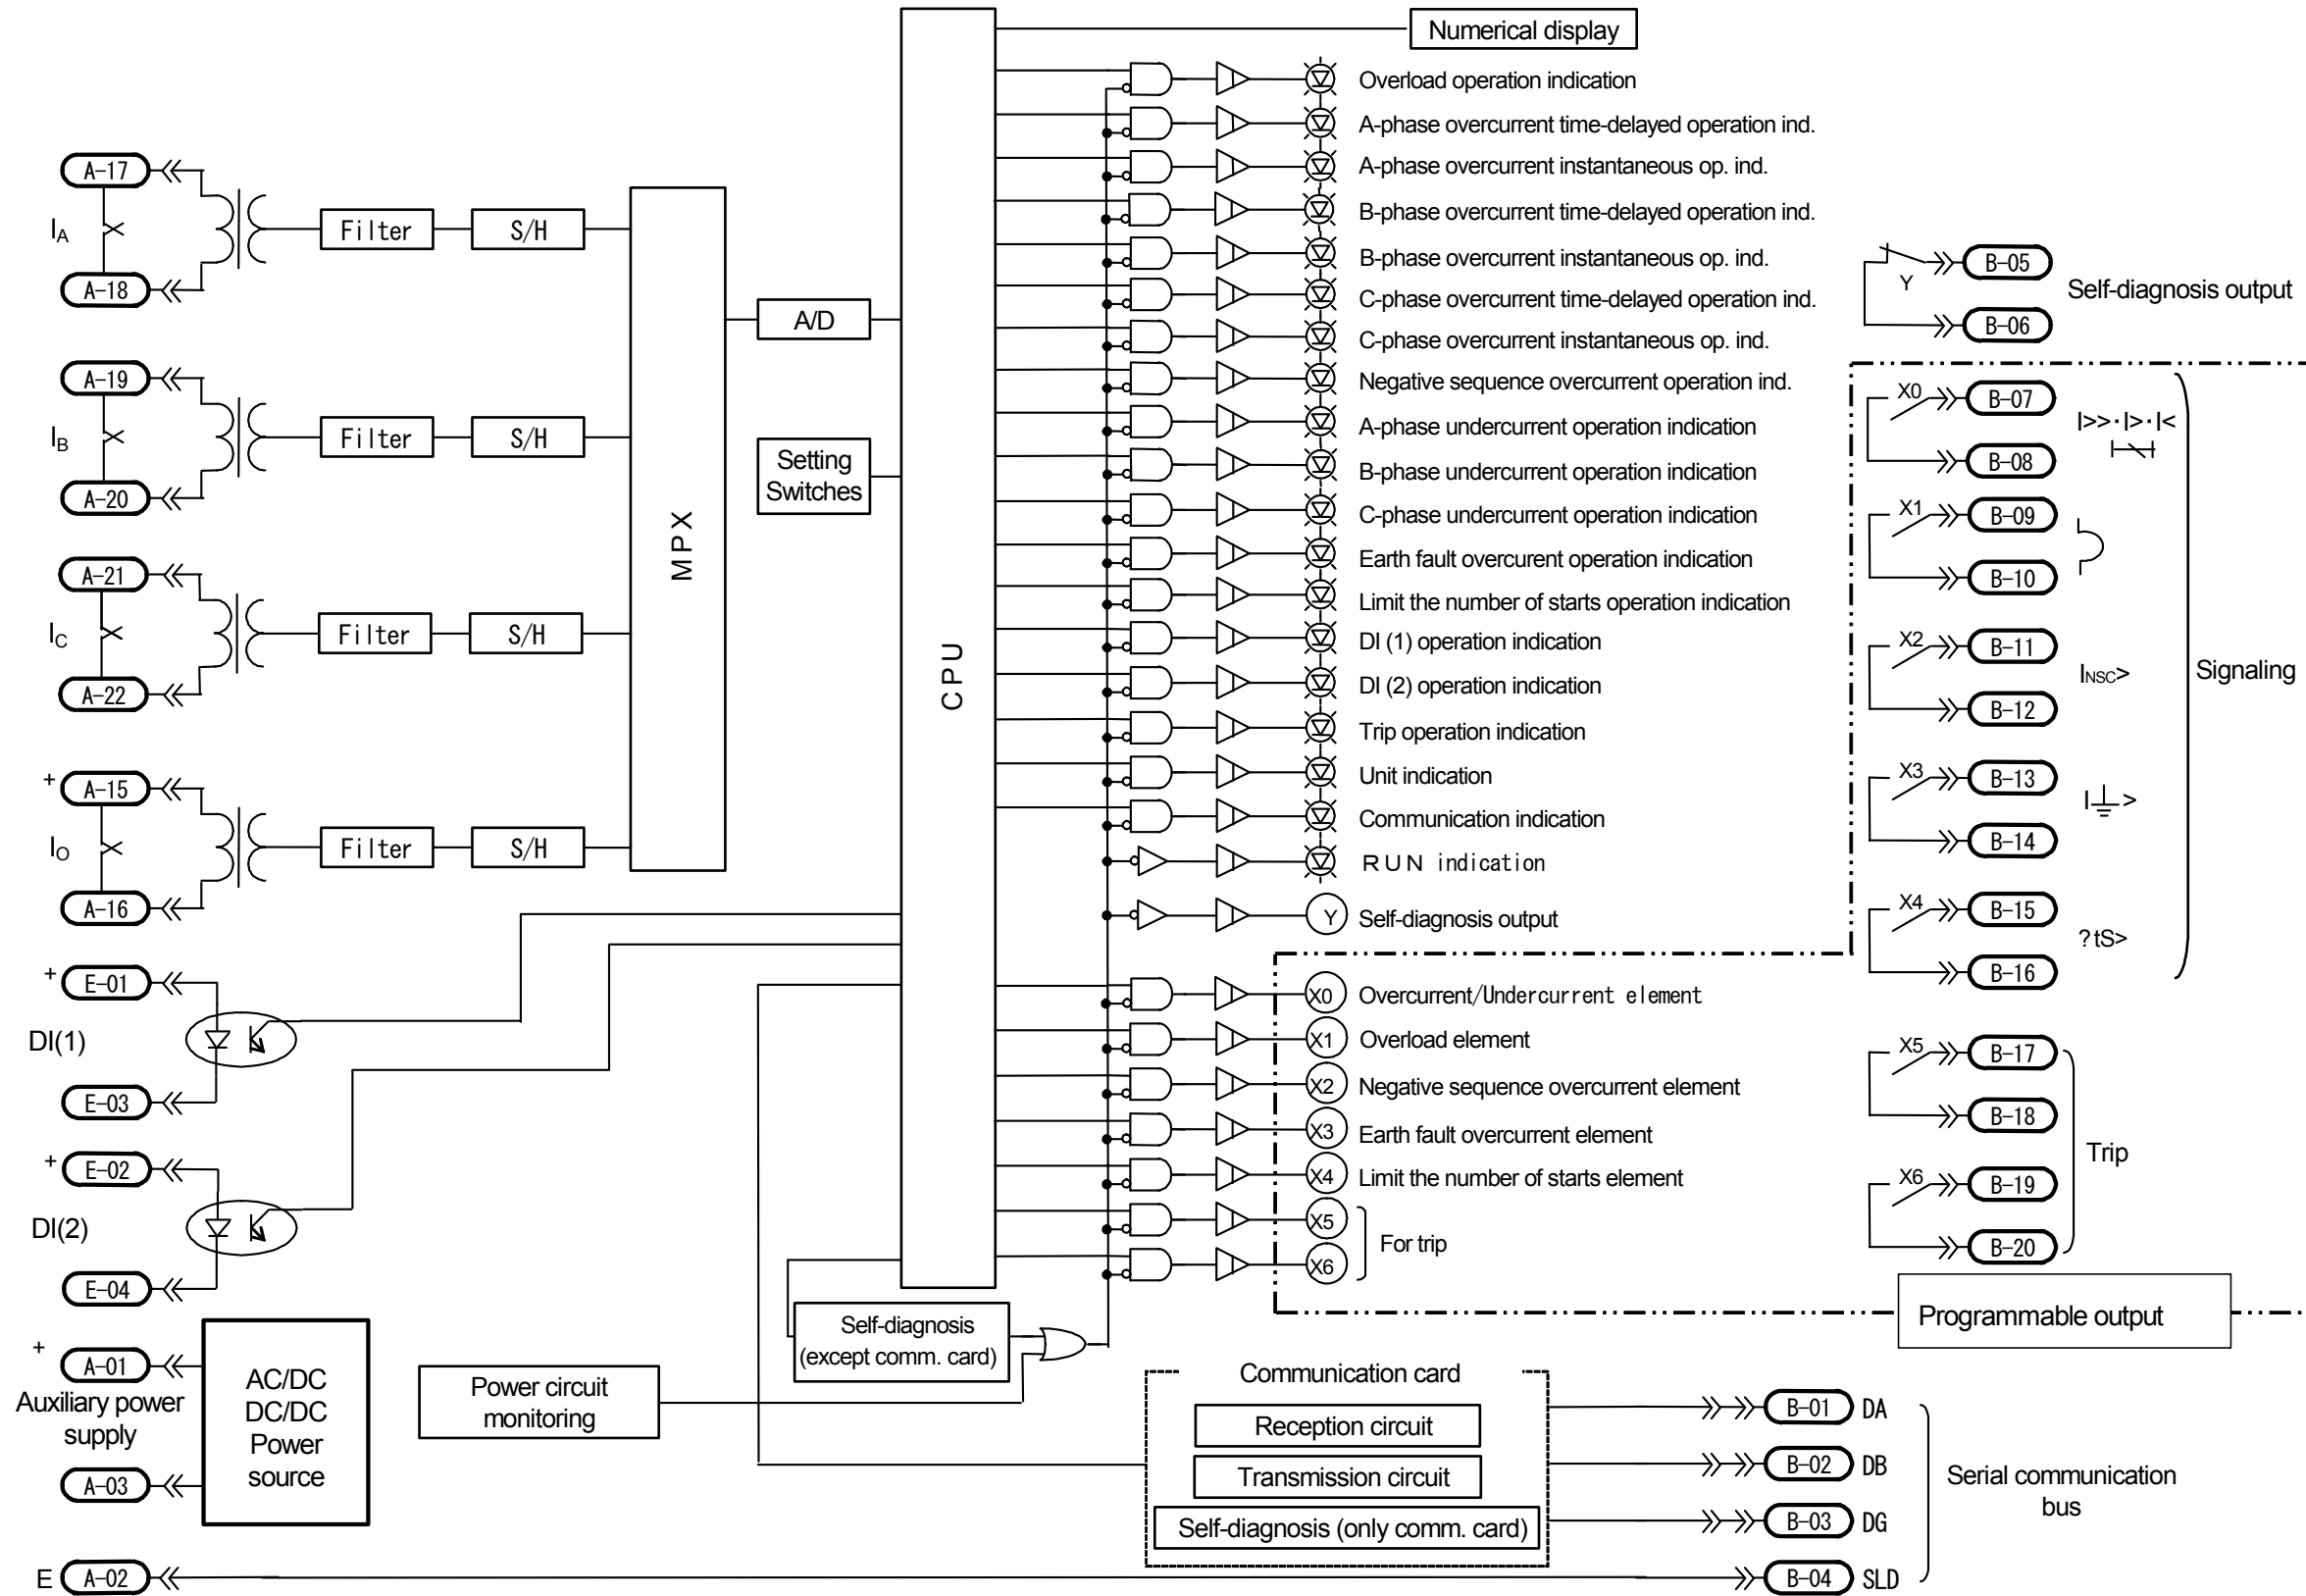 Numerical display
Overload operation indication
A-phase overcurrent time-delayed operation ind.
A-phase overcurrent instantaneous op. ind.
B-phase overcurrent time-delayed operation ind.
B-phase overcurrent instantaneous op. ind.
C-phase overcurrent time-delayed operation ind.
C-phase overcurrent instantaneous op. ind.
Negative sequence overcurrent operation ind.
A-phase undercurrent operation indication
B-phase undercurrent operation indication
C-phase undercurrent operation indication
Earth fault overcurent operation indication
Limit the number of starts operation indication
DI (1) operation indication
DI (2) operation indication
Trip operation indication
Unit indication
Communication indication
RUN indication
Y Self-diagnosis output
X0 Overcurrent/Undercurrent element
X1 Overload element
X2 Negative sequence overcurrent element
X3 Earth fault overcurrent element
X4 Limit the number of starts element
X5
X6
For trip
A-17
IA
A-18
Filter
S/H
A-19
IB
A-20
Filter
S/H
A-21
IC
A-22
Filter
S/H
+ A-15
IO
A-16
Filter
S/H
MPX
A/D
Setting
Switches
CPU
+ E-01
DI(1)
E-03
+ E-02
DI(2)
E-04
+
A-01
Auxiliary power
supply
A-03
AC/DC
DC/DC
Power
source
E A-02
Power circuit
monitoring
Self-diagnosis
(except comm. card)
Communication card
Reception circuit
Transmission circuit
Self-diagnosis (only comm. card)
B-01 DA
B-02 DB
B-03 DG
B-04 SLD
Serial communication
bus
Y
B-05
B-06
Self-diagnosis output
X0
B-07
B-08
I>>·I>·I<
X1
B-09
B-10
X2
B-11
B-12
INSC>
X3
B-13
B-14
I >
X4
B-15
B-16
?tS>
Signaling
X5
B-17
B-18
X6
B-19
B-20
Trip
Programmable output